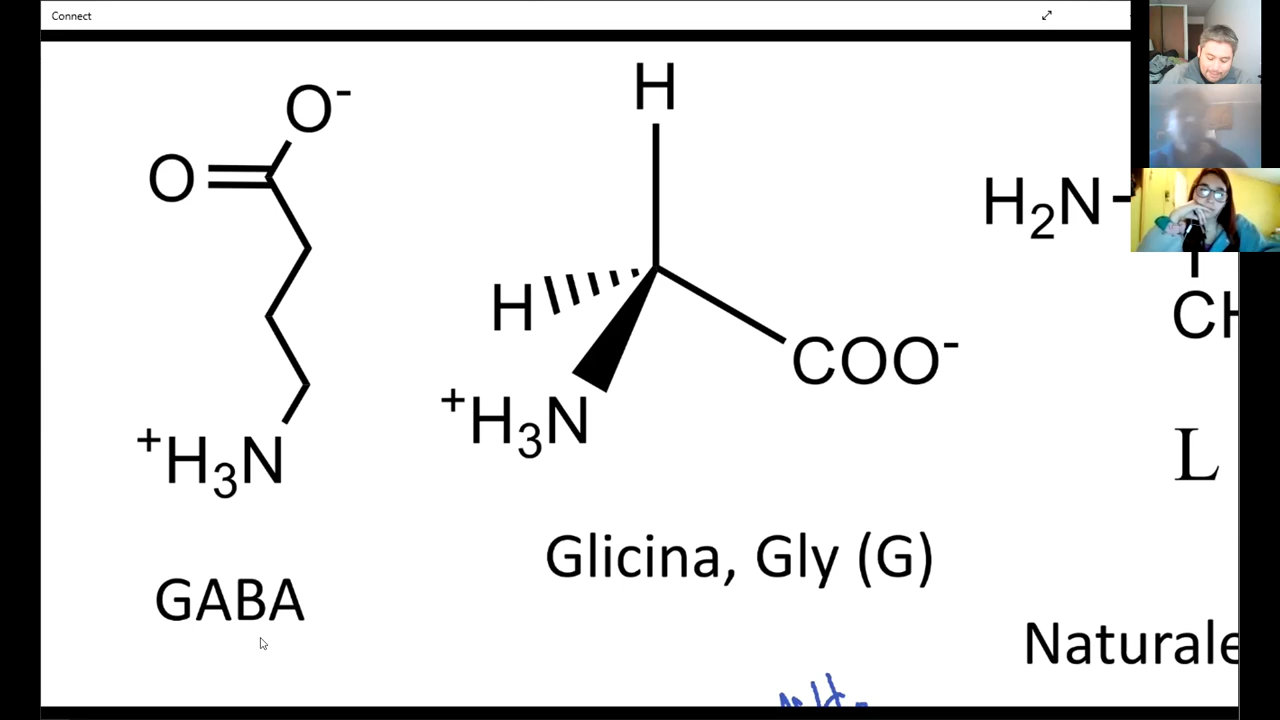 Connect
O⁻
O
⁺H₃N
GABA
H
H
⁺H₃N
COO⁻
Glicina, Gly (G)
H₂N
CH
L
Naturale